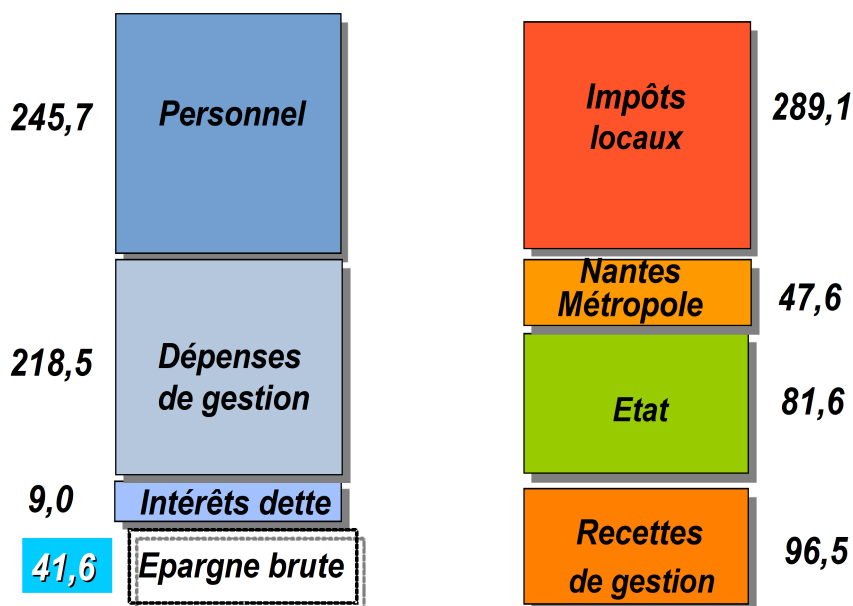 245,7
Personnel
218,5
Dépenses
de gestion
9,0
Intérêts dette
41,6
Epargne brute
Impôts
locaux
289,1
Nantes
Métropole
47,6
Etat
81,6
Recettes
de gestion
96,5